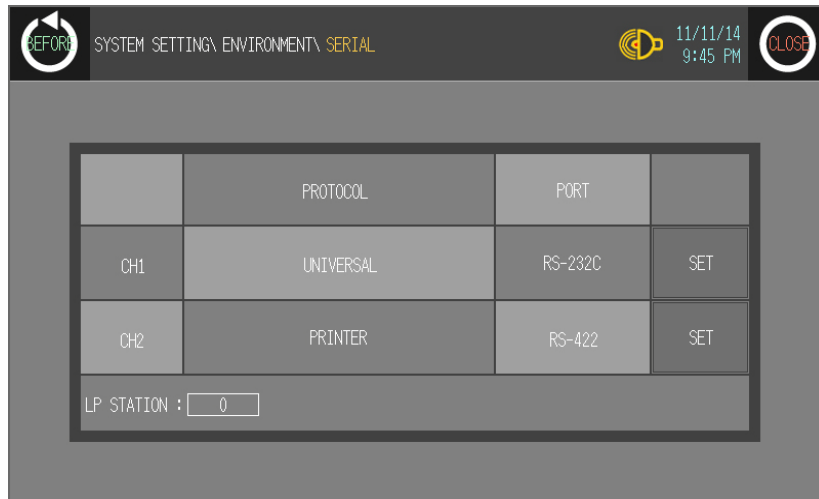 BEFORE SYSTEM SETTING\ ENVIRONMENT\ SERIAL 11/11/14 CLOSE
9:45 PM
PROTOCOL PORT
CH1 UNIVERSAL RS-232C SET
CH2 PRINTER RS-422 SET
LP STATION : 0